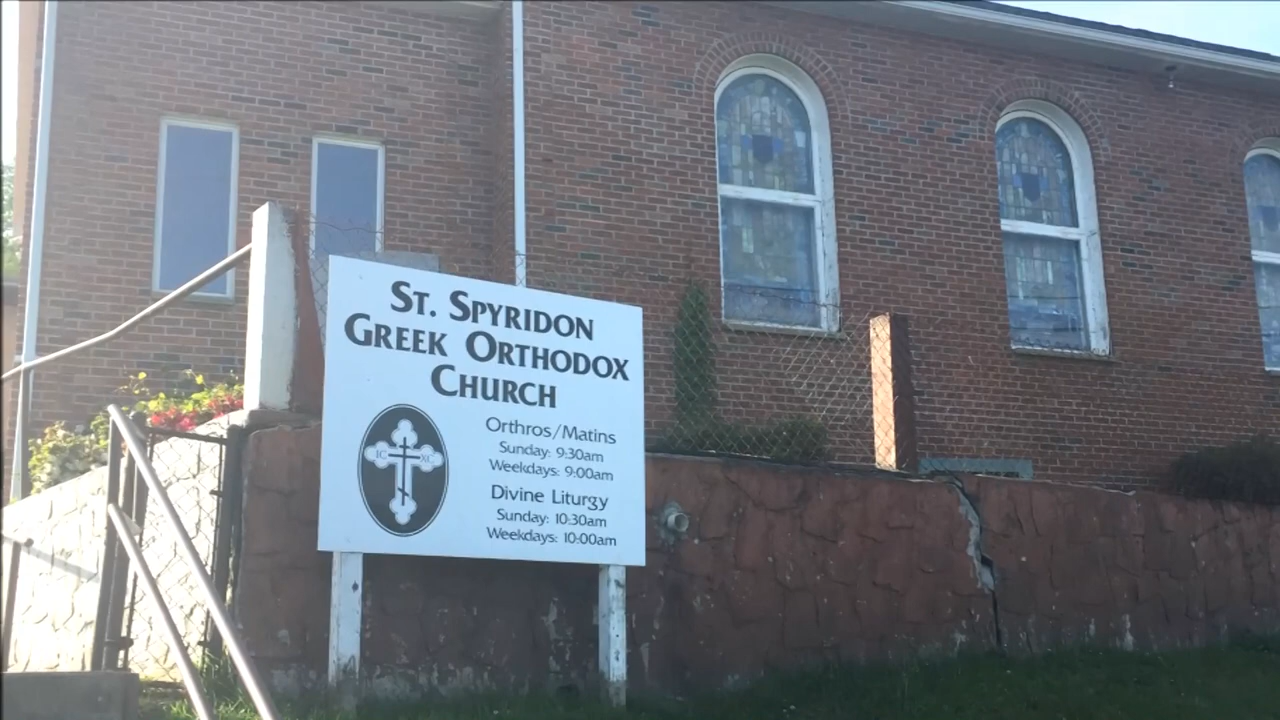 St. Spyridon
Greek Orthodox
Church
IC XC
Orthros/Matins
Sunday: 9:30am
Weekdays: 9:00am
Divine Liturgy
Sunday: 10:30am
Weekdays: 10:00am